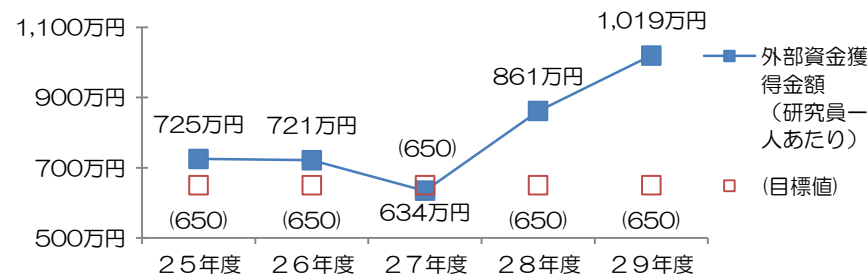 1,100万円
900万円
700万円
500万円
725万円
721万円
(650)
634万円
861万円
1,019万円
(650)
(650)
(650)
(650)
25年度
26年度
27年度
28年度
29年度
外部資金獲
得金額
（研究員一
人あたり）
(目標値)